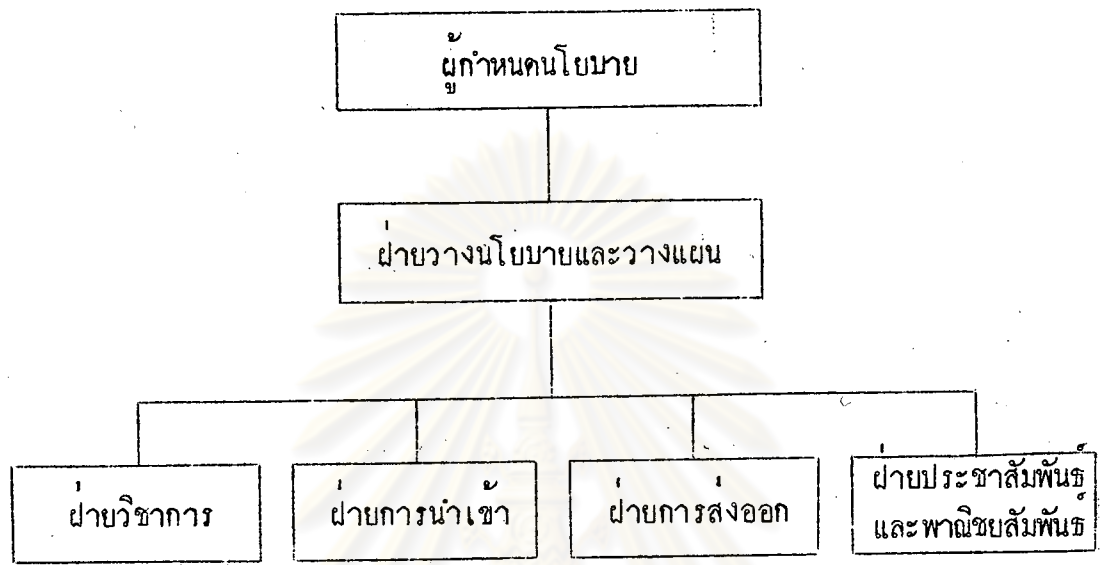 ผู้กำหนดนโยบาย
ฝ่ายวางนโยบายและวางแผน
ฝ่ายวิชาการ
ฝ่ายการนำเข้า
ฝ่ายการส่งออก
ฝ่ายประชาสัมพันธ์
และพาณิชยสัมพันธ์